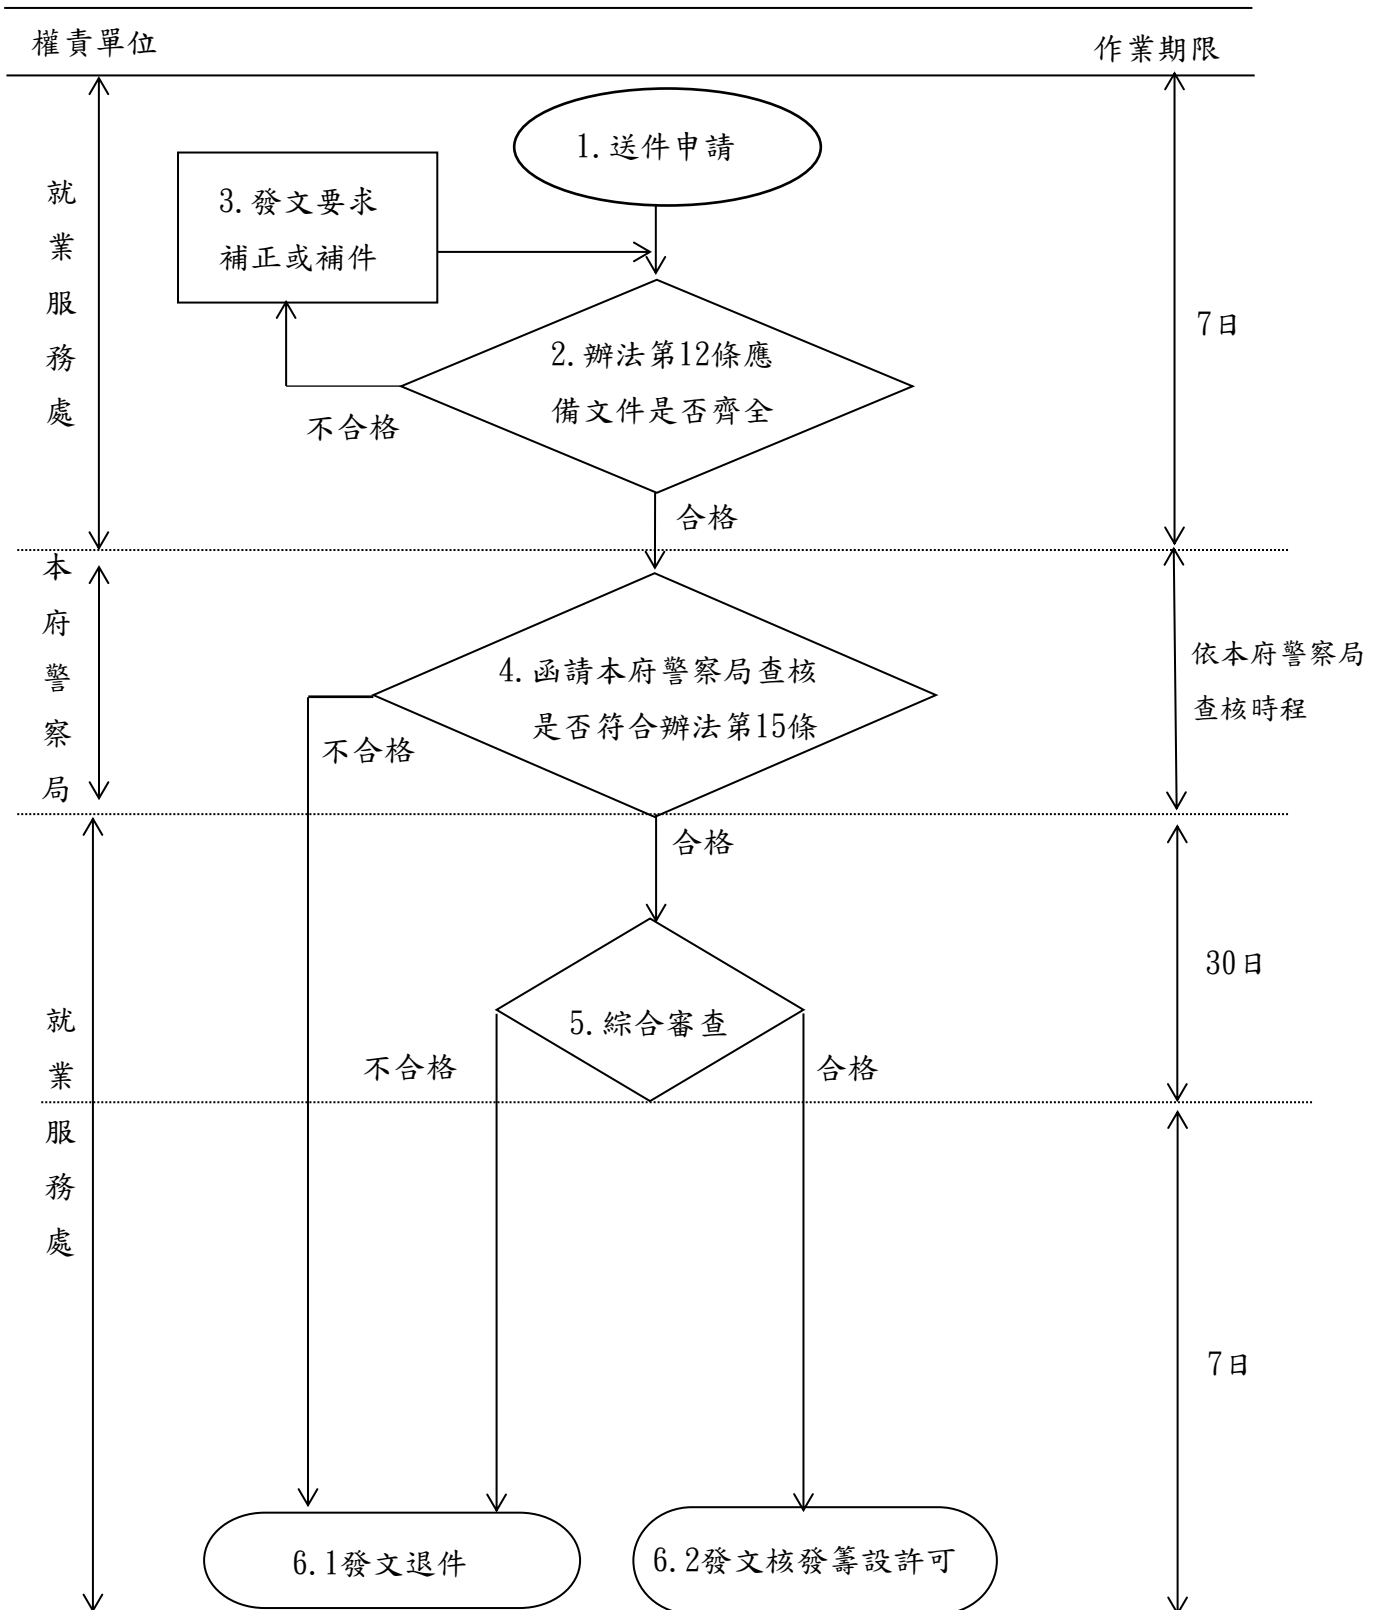 權責單位
作業期限
1.送件申請
就業服務處
3.發文要求
補正或補件
7日
2.辦法第12條應
備文件是否齊全
不合格
合格
本府警察局
4.函請本府警察局查核
是否符合辦法第15條
依本府警察局
查核時程
不合格
合格
30日
就業服務處
5.綜合審查
不合格
合格
7日
6.1發文退件
6.2發文核發籌設許可